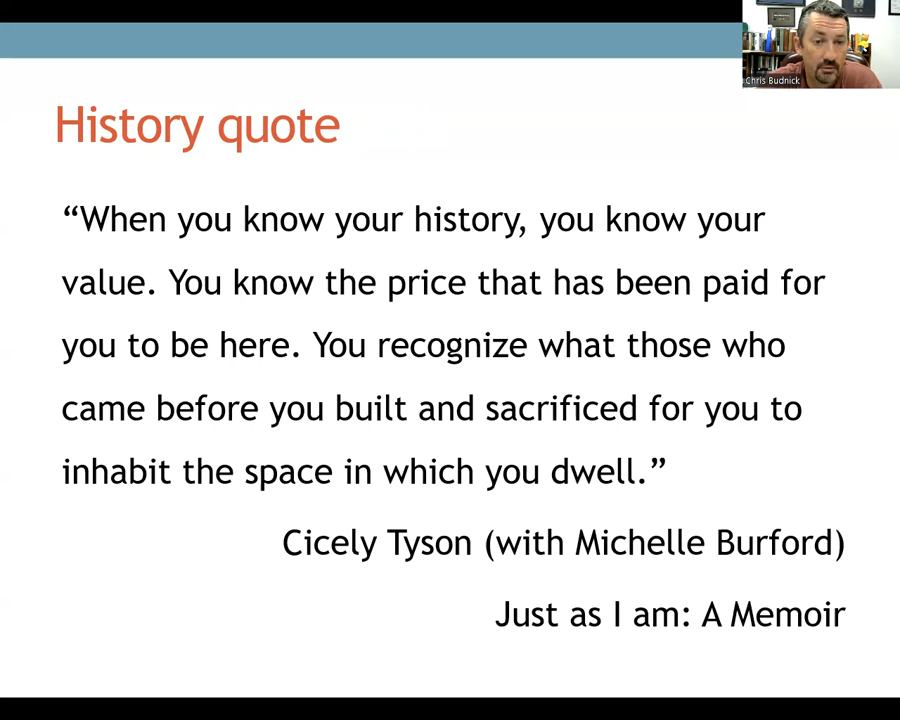 Chris Budnick
History quote
“When you know your history, you know your
value. You know the price that has been paid for
you to be here. You recognize what those who
came before you built and sacrificed for you to
inhabit the space in which you dwell.”
Cicely Tyson (with Michelle Burford)
Just as I am: A Memoir